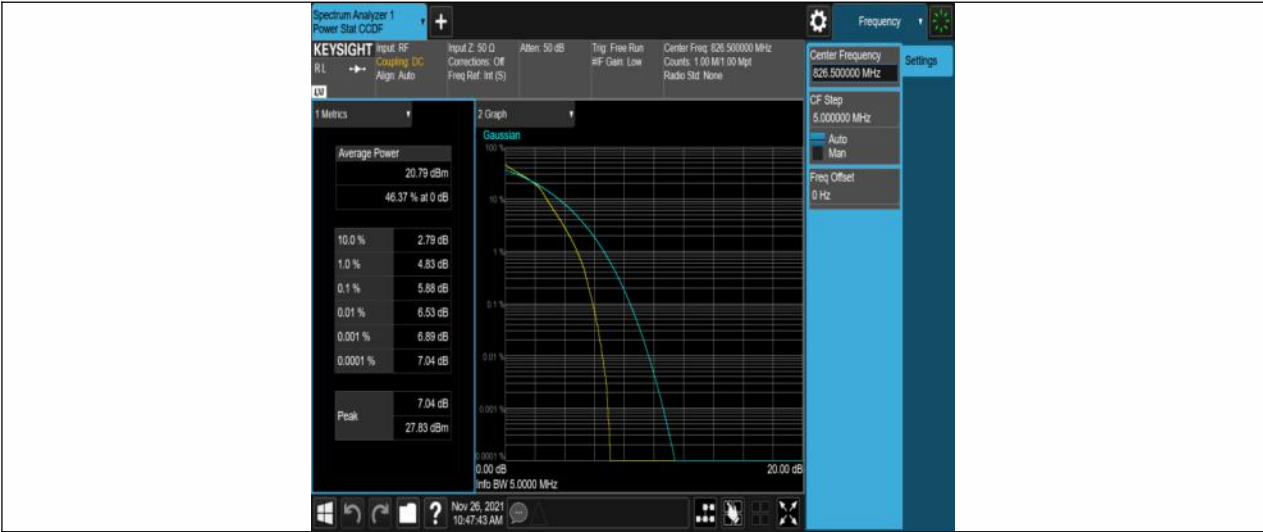 Spectrum Analyzer 1
Power Stat CCDF
+
Frequency
KEYSIGHT
RL
LW
Input: RF
Coupling: DC
Align: Auto
Input Z: 50 Ω
Corrections: Off
Freq Ref: Int (S)
Atten: 50 dB
Trig: Free Run
#IF Gain: Low
Center Freq: 826.500000 MHz
Counts: 1.00 M/1.00 Mpt
Radio Std: None
Center Frequency
826.500000 MHz
Settings
CF Step
5.000000 MHz
Auto
Man
Freq Offset
0 Hz
1 Metrics
Average Power
20.79 dBm
46.37 % at 0 dB
10.0 % 2.79 dB
1.0 % 4.83 dB
0.1 % 5.88 dB
0.01 % 6.53 dB
0.001 % 6.89 dB
0.0001 % 7.04 dB
Peak
7.04 dB
27.83 dBm
2 Graph
Gaussian
100 %
10 %
1 %
0.1 %
0.01 %
0.001 %
0.0001 %
0.00 dB 20.00 dB
Info BW 5.0000 MHz
?
Nov 26, 2021
10:47:43 AM